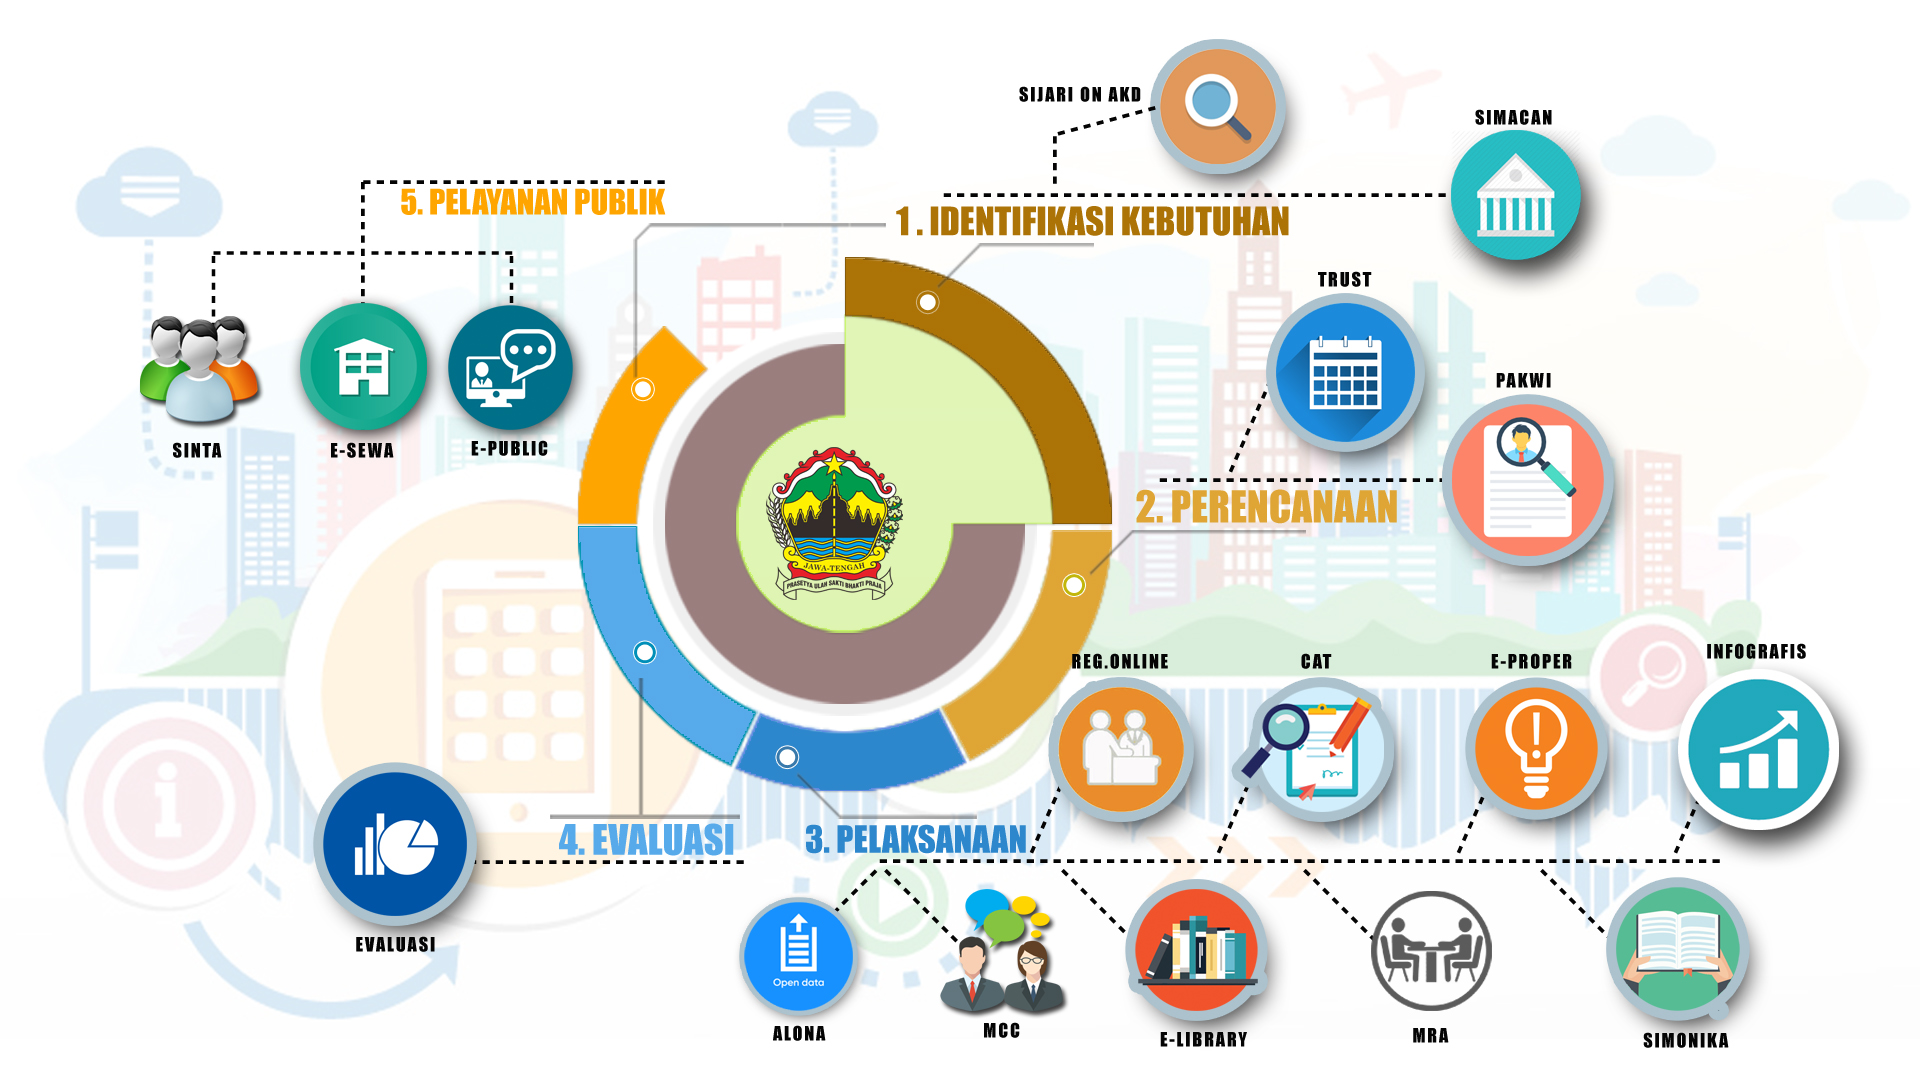 SIJARI ON AKD
SIMACAN
5. PELAYANAN PUBLIK
1. IDENTIFIKASI KEBUTUHAN
TRUST
PAKWI
SINTA
E-SEWA
E-PUBLIC
2. PERENCANAAN
JAWA-TENGAH
PRASETYA ULAH SAKTI BHAKTI PRAJA
REG.ONLINE
CAT
E-PROPER
INFOGRAFIS
4. EVALUASI
3. PELAKSANAAN
EVALUASI
Open data
ALONA
MCC
E-LIBRARY
MRA
SIMONIKA